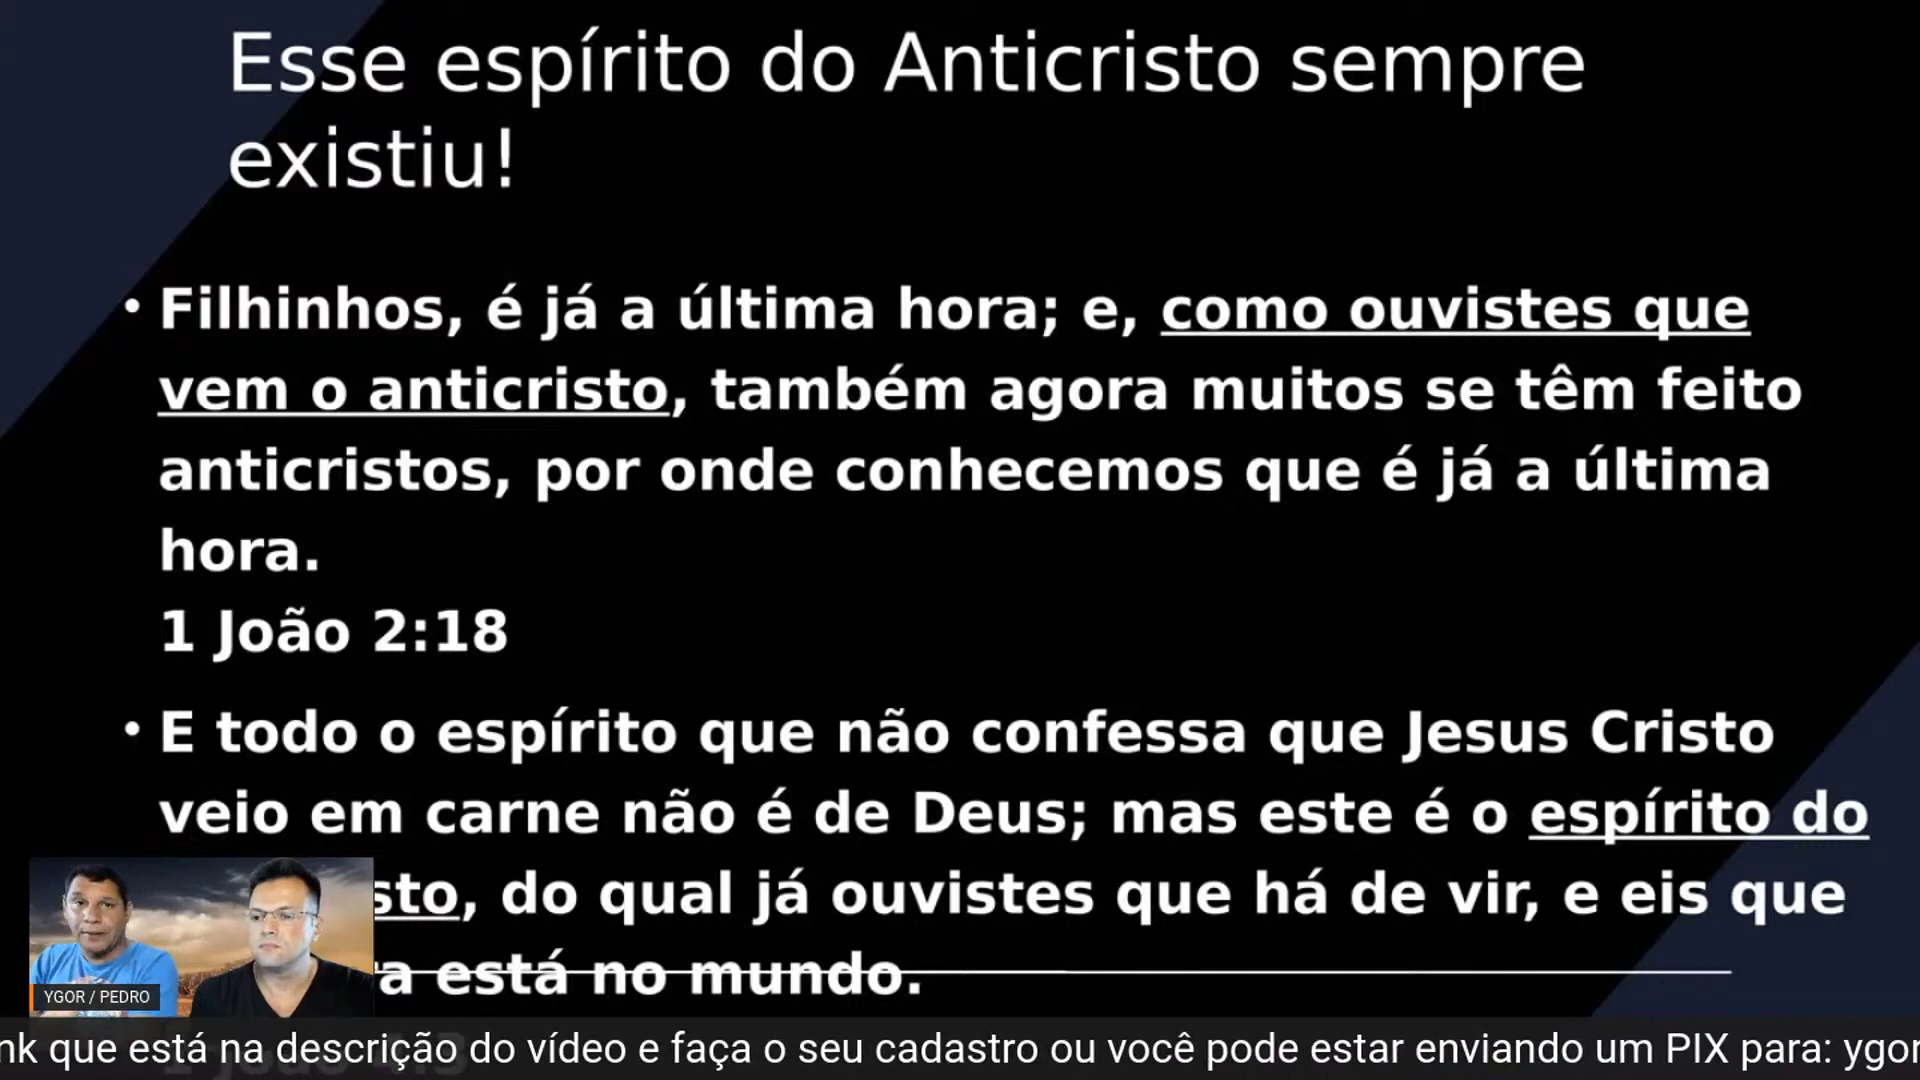 Esse espírito do Anticristo sempre
existiu!
• Filhinhos, é já a última hora; e, como ouvistes que
vem o anticristo, também agora muitos se têm feito
anticristos, por onde conhecemos que é já a última
hora.
1 João 2:18
• E todo o espírito que não confessa que Jesus Cristo
veio em carne não é de Deus; mas este é o espírito do
sto, do qual já ouvistes que há de vir, e eis que
a está no mundo.
1 João 4:3
YGOR / PEDRO
nk que está na descrição do vídeo e faça o seu cadastro ou você pode estar enviando um PIX para: ygor